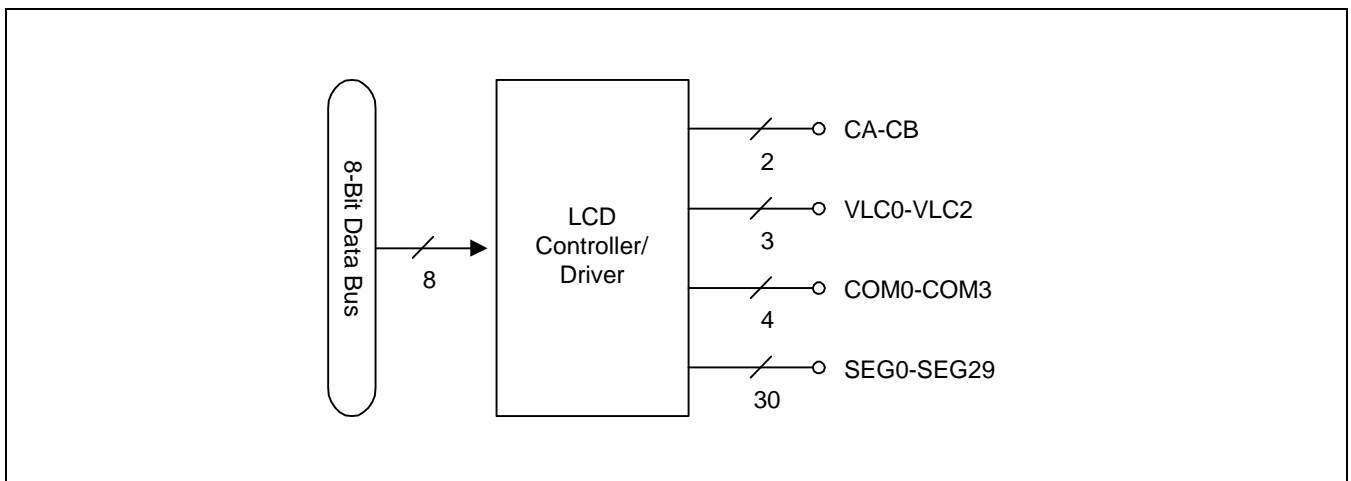 8-Bit Data Bus
8
LCD
Controller/
Driver
CA-CB
2
VLC0-VLC2
3
COM0-COM3
4
SEG0-SEG29
30